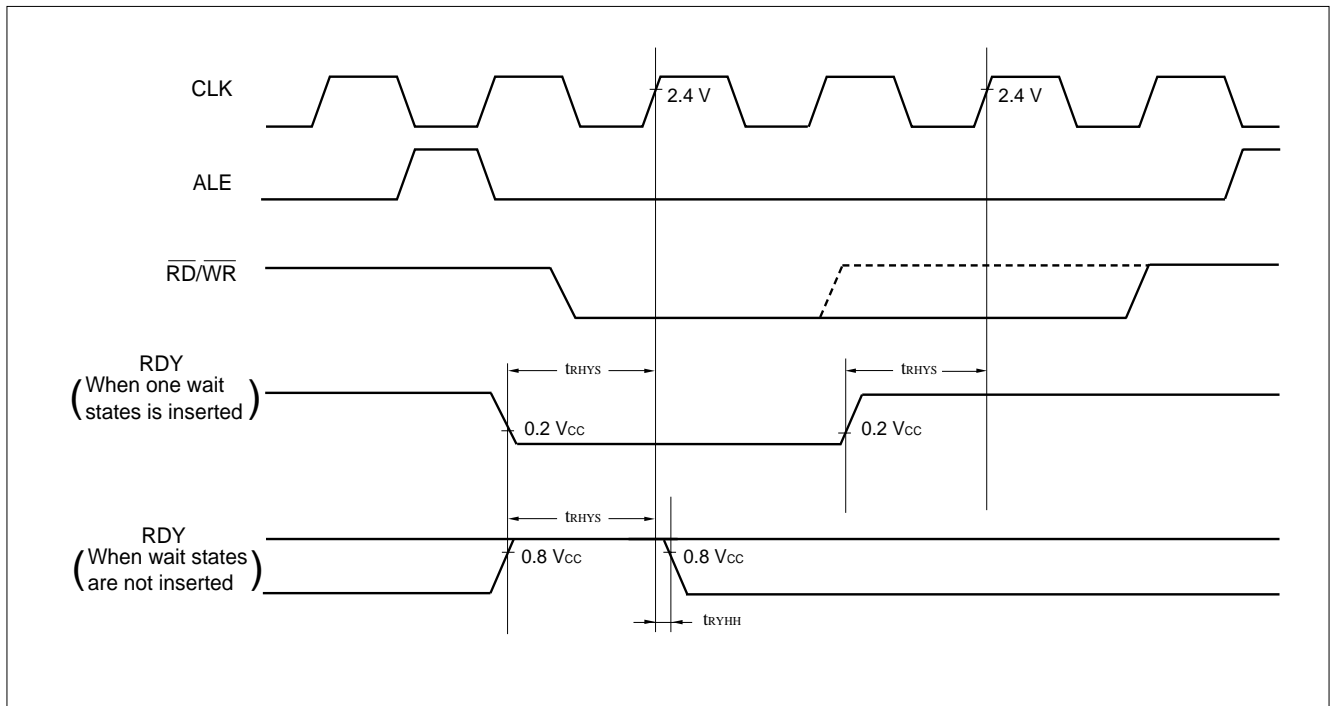 CLK
2.4 V
2.4 V
ALE
RD/WR
RDY
(When one wait
states is inserted)
tRHYS
tRHYS
0.2 VCC
0.2 VCC
RDY
(When wait states
are not inserted)
tRHYS
0.8 VCC
0.8 VCC
tRYHH